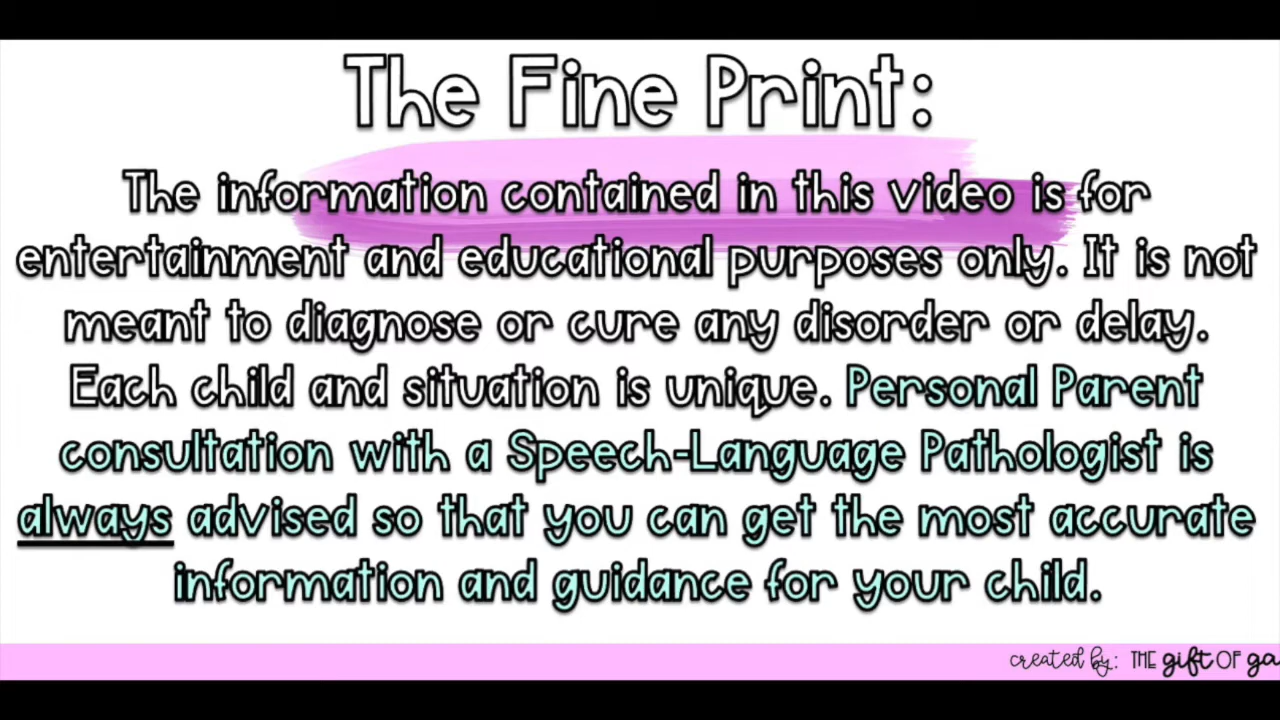 The Fine Print:
The information contained in this video is for
entertainment and educational purposes only. It is not
meant to diagnose or cure any disorder or delay.
Each child and situation is unique. Personal Parent
consultation with a Speech-Language Pathologist is
always advised so that you can get the most accurate
information and guidance for your child.
created by: THE gift OF ga